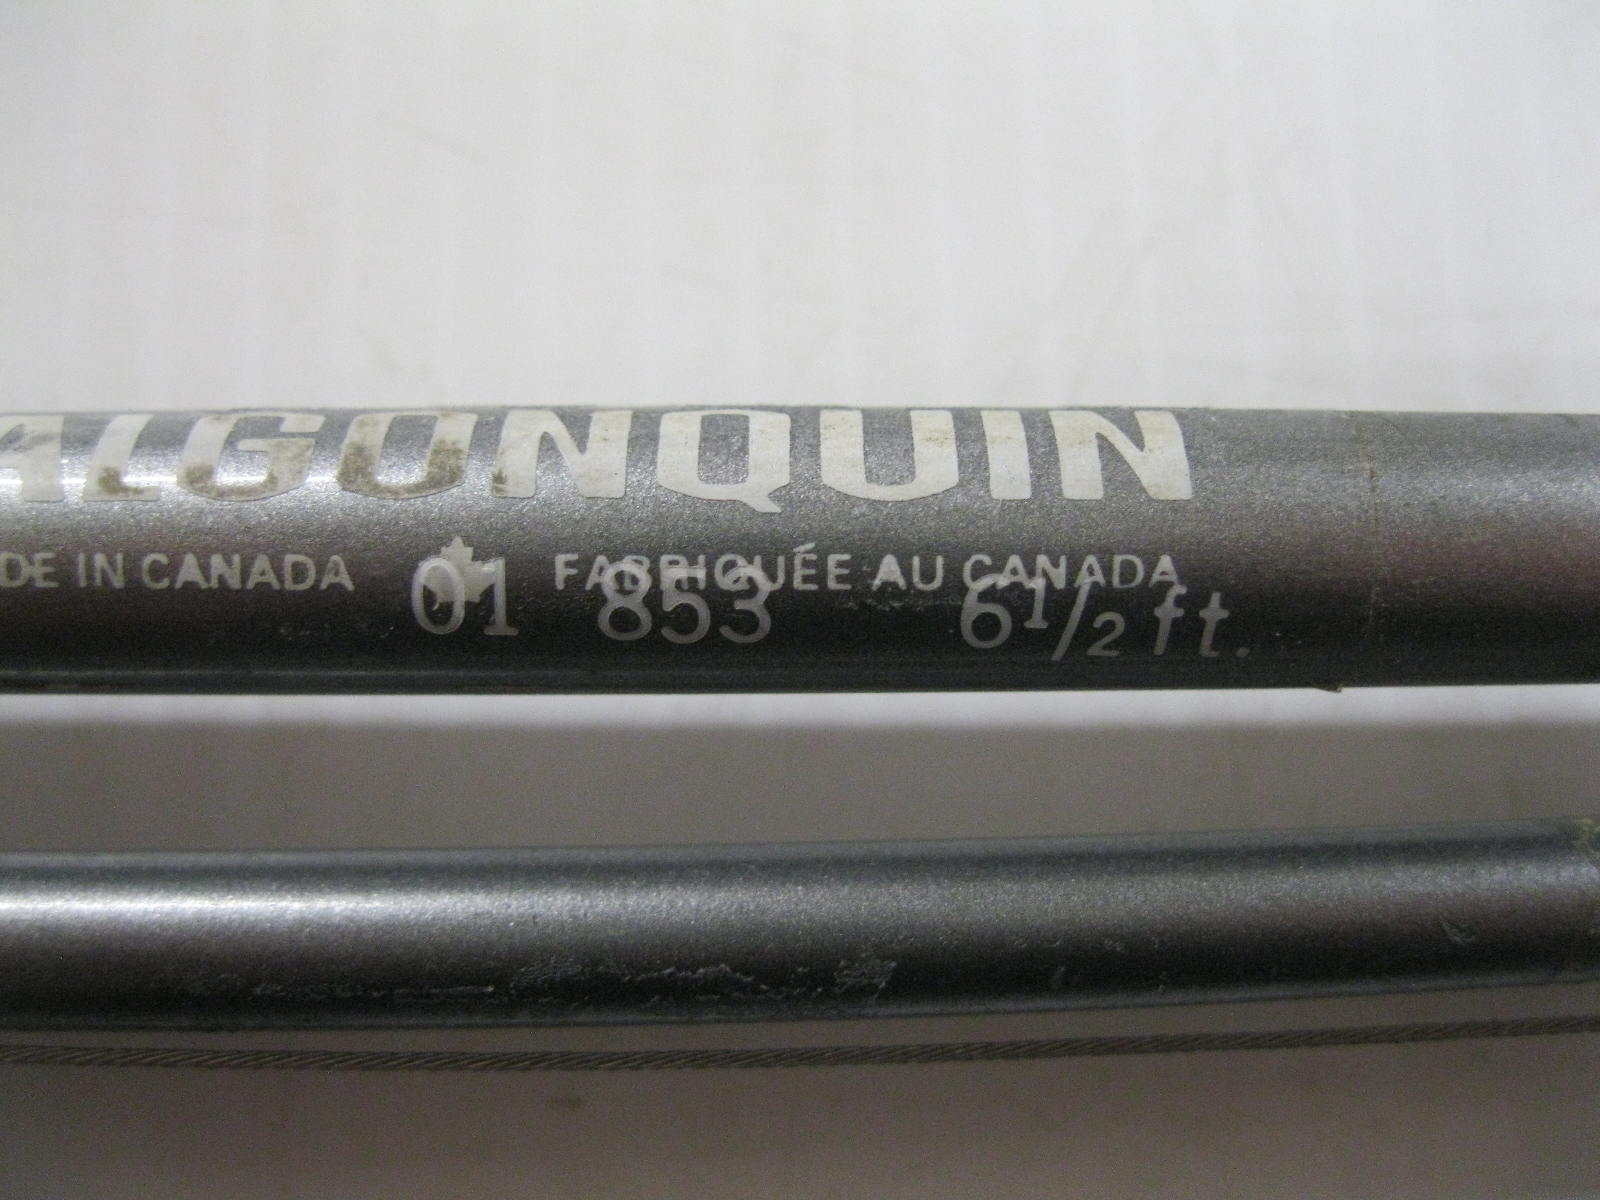 ALGONQUIN
DE IN CANADA FABRIQUÉE AU CANADA
01 853 6 1/2 ft.